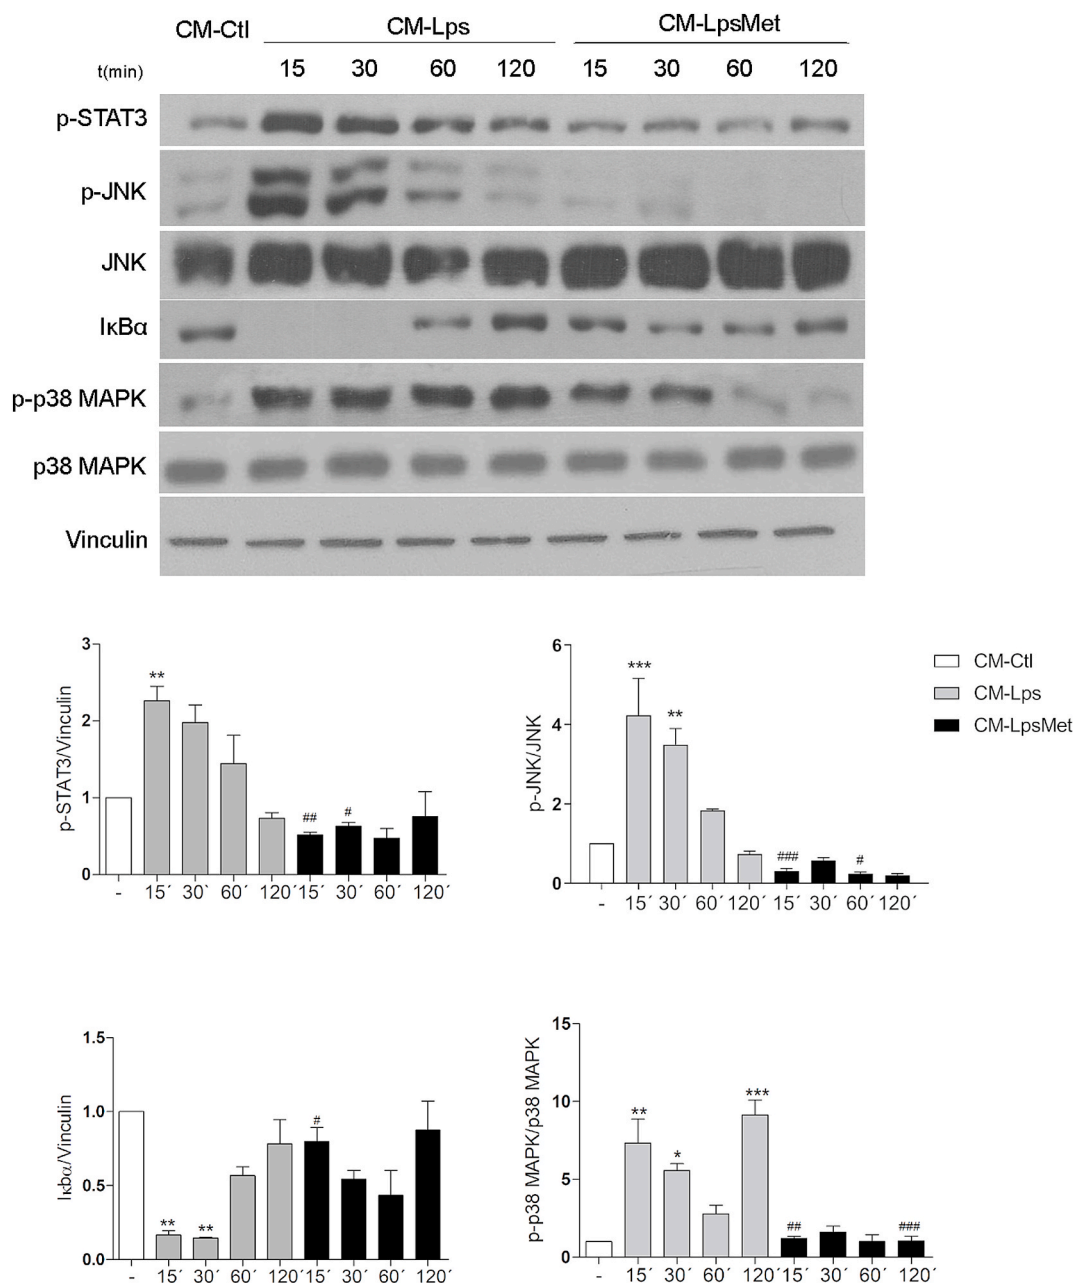 CM-Ctl CM-Lps CM-LpsMet
t(min) 15 30 60 120 15 30 60 120
p-STAT3
p-JNK
JNK
IκBα
p-p38 MAPK
p38 MAPK
Vinculin
p-STAT3/Vinculin
3
2
1
0
**
##
#
- 15´ 30´ 60´ 120´ 15´ 30´ 60´ 120´
p-JNK/JNK
6
4
2
0
***
**
###
#
- 15´ 30´ 60´ 120´ 15´ 30´ 60´ 120´
CM-Ctl
CM-Lps
CM-LpsMet
Iκbα/Vinculin
1.5
1.0
0.5
0.0
**
**
#
- 15´ 30´ 60´ 120´ 15´ 30´ 60´ 120´
p-p38 MAPK/p38 MAPK
15
10
5
0
**
*
***
##
###
- 15´ 30´ 60´ 120´ 15´ 30´ 60´ 120´